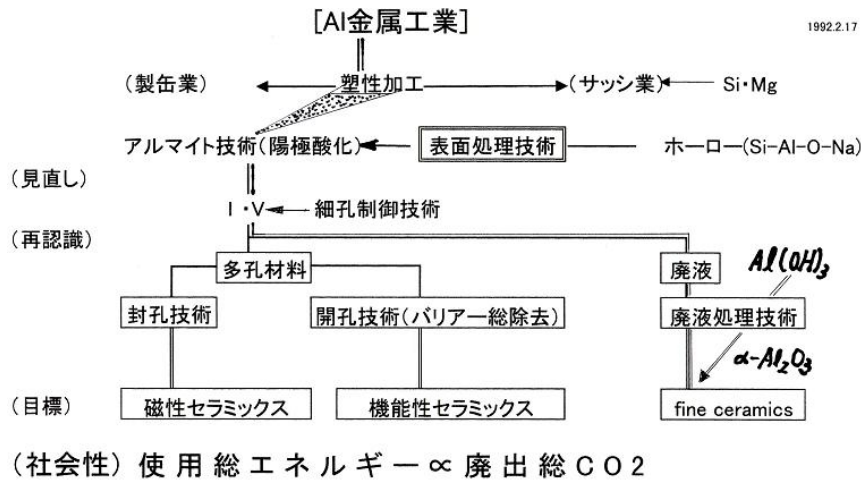 [Al金属工業]
1992.2.17
(製缶業) 塑性加工 (サッシ業) Si・Mg
アルマイト技術(陽極酸化) 表面処理技術 ホーロー(Si-Al-O-Na)
(見直し)
I・V 細孔制御技術
(再認識)
多孔材料 廃液 Al(OH)3
封孔技術 開孔技術(バリアー総除去) 廃液処理技術
α-Al2O3
(目標) 磁性セラミックス 機能性セラミックス fine ceramics
(社会性) 使用総エネルギー∝廃出総CO2